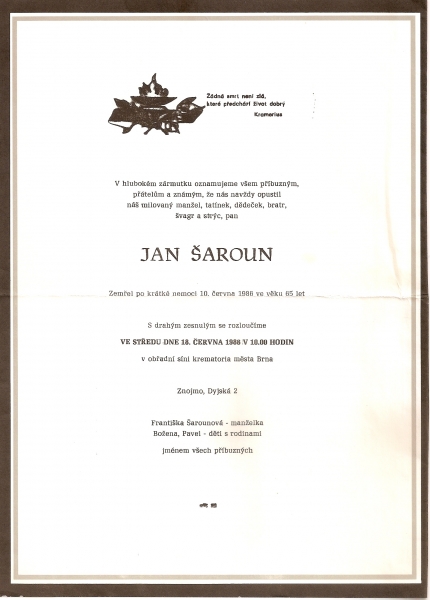 Žádná smrt není zlá,
které předchází život dobrý
Kramerius
V hlubokém zármutku oznamujeme všem příbuzným,
přátelům a známým, že nás navždy opustil
náš milovaný manžel, tatínek, dědeček, bratr,
švagr a strýc, pan
JAN ŠAROUN
Zemřel po krátké nemoci 10. června 1986 ve věku 65 let
S drahým zesnulým se rozloučíme
VE STŘEDU DNE 18. ČERVNA 1986 V 10.00 HODIN
v obřadní síni krematoria města Brna
Znojmo, Dyjská 2
Františka Šarounová - manželka
Božena, Pavel - děti s rodinami
jménem všech příbuzných